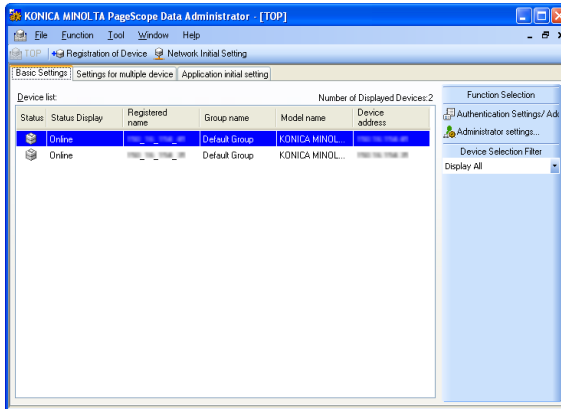 KONICA MINOLTA PageScope Data Administrator - [TOP]
File Function Tool Window Help
TOP Registration of Device Network Initial Setting
Basic Settings Settings for multiple device Application initial setting
Device list: Number of Displayed Devices:2
Status Status Display Registered name Group name Model name Device address
Online Default Group KONICA MINOL...
Online Default Group KONICA MINOL...
Function Selection
Authentication Settings/ Ad
Administrator settings...
Device Selection Filter
Display All